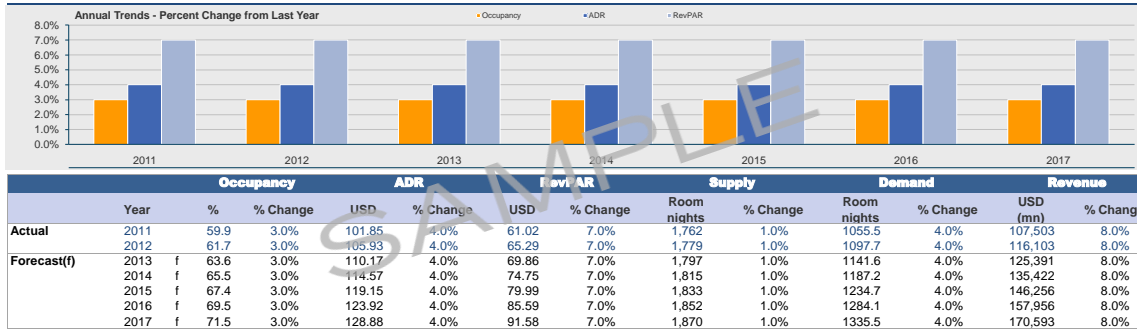 Annual Trends - Percent Change from Last Year
Occupancy ADR RevPAR
8.0%
7.0%
6.0%
5.0%
4.0%
3.0%
2.0%
1.0%
0.0%
2011 2012 2013 2014 2015 2016 2017
SAMPLE
Occupancy ADR RevPAR Supply Demand Revenue
Year % % Change USD % Change USD % Change Room nights % Change Room nights % Change USD (mn) % Chang
Actual 2011 59.9 3.0% 101.85 4.0% 61.02 7.0% 1,762 1.0% 1055.5 4.0% 107,503 8.0%
2012 61.7 3.0% 105.93 4.0% 65.29 7.0% 1,779 1.0% 1097.7 4.0% 116,103 8.0%
Forecast(f) 2013 f 63.6 3.0% 110.17 4.0% 69.86 7.0% 1,797 1.0% 1141.6 4.0% 125,391 8.0%
2014 f 65.5 3.0% 114.57 4.0% 74.75 7.0% 1,815 1.0% 1187.2 4.0% 135,422 8.0%
2015 f 67.4 3.0% 119.15 4.0% 79.99 7.0% 1,833 1.0% 1234.7 4.0% 146,256 8.0%
2016 f 69.5 3.0% 123.92 4.0% 85.59 7.0% 1,852 1.0% 1284.1 4.0% 157,956 8.0%
2017 f 71.5 3.0% 128.88 4.0% 91.58 7.0% 1,870 1.0% 1335.5 4.0% 170,593 8.0%